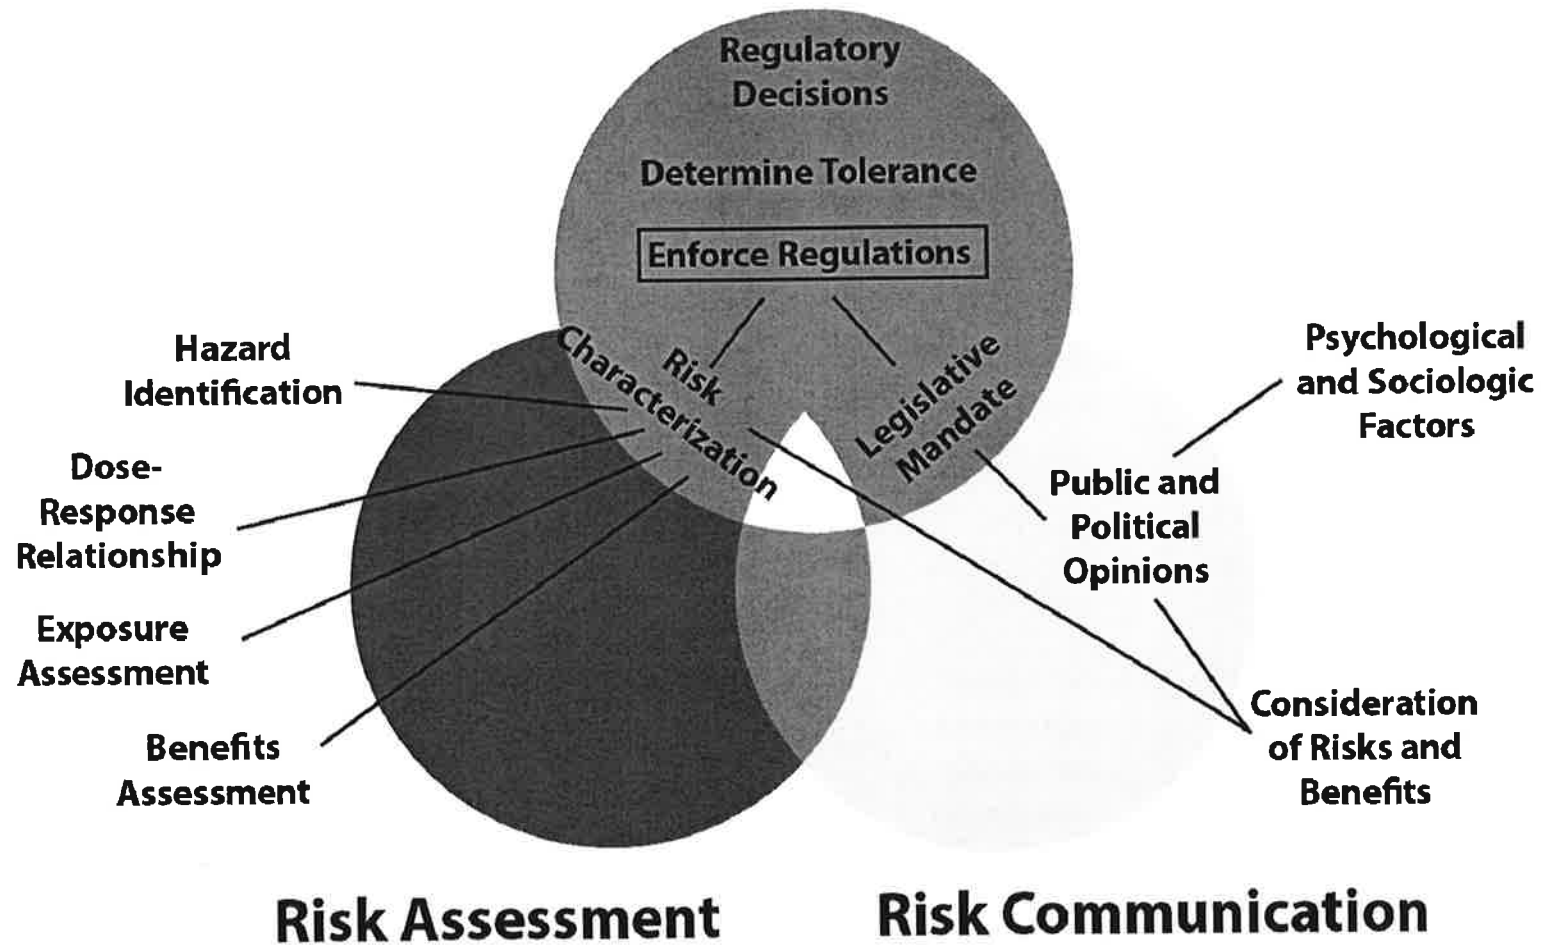 Regulatory
Decisions
Determine Tolerance
Enforce Regulations
Risk
Characterization
Legislative
Mandate
Hazard
Identification
Dose-
Response
Relationship
Exposure
Assessment
Benefits
Assessment
Psychological
and Sociologic
Factors
Public and
Political
Opinions
Consideration
of Risks and
Benefits
Risk Assessment
Risk Communication